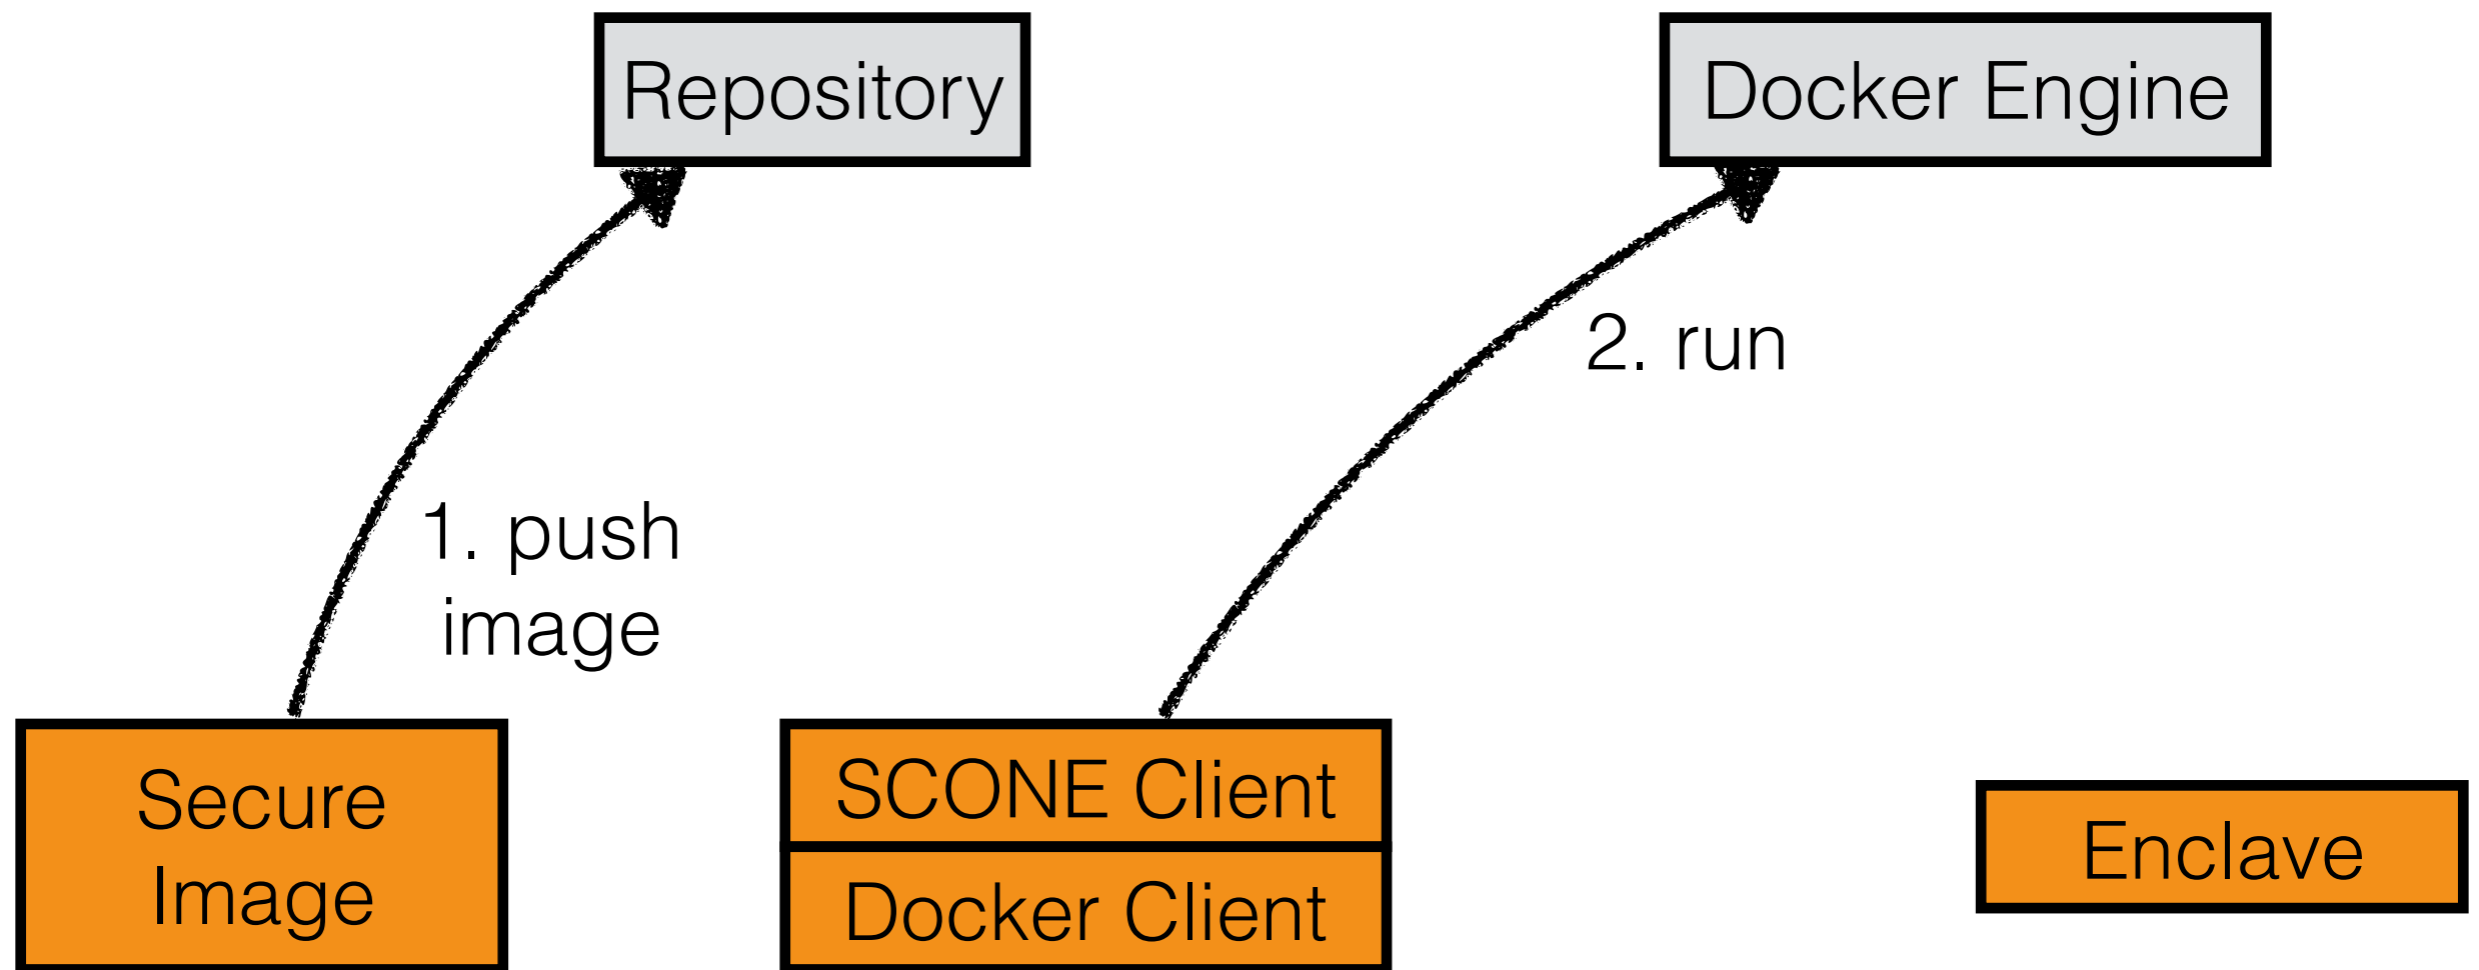 Repository
Docker Engine
2. run
1. push
image
Secure
Image
SCONE Client
Docker Client
Enclave